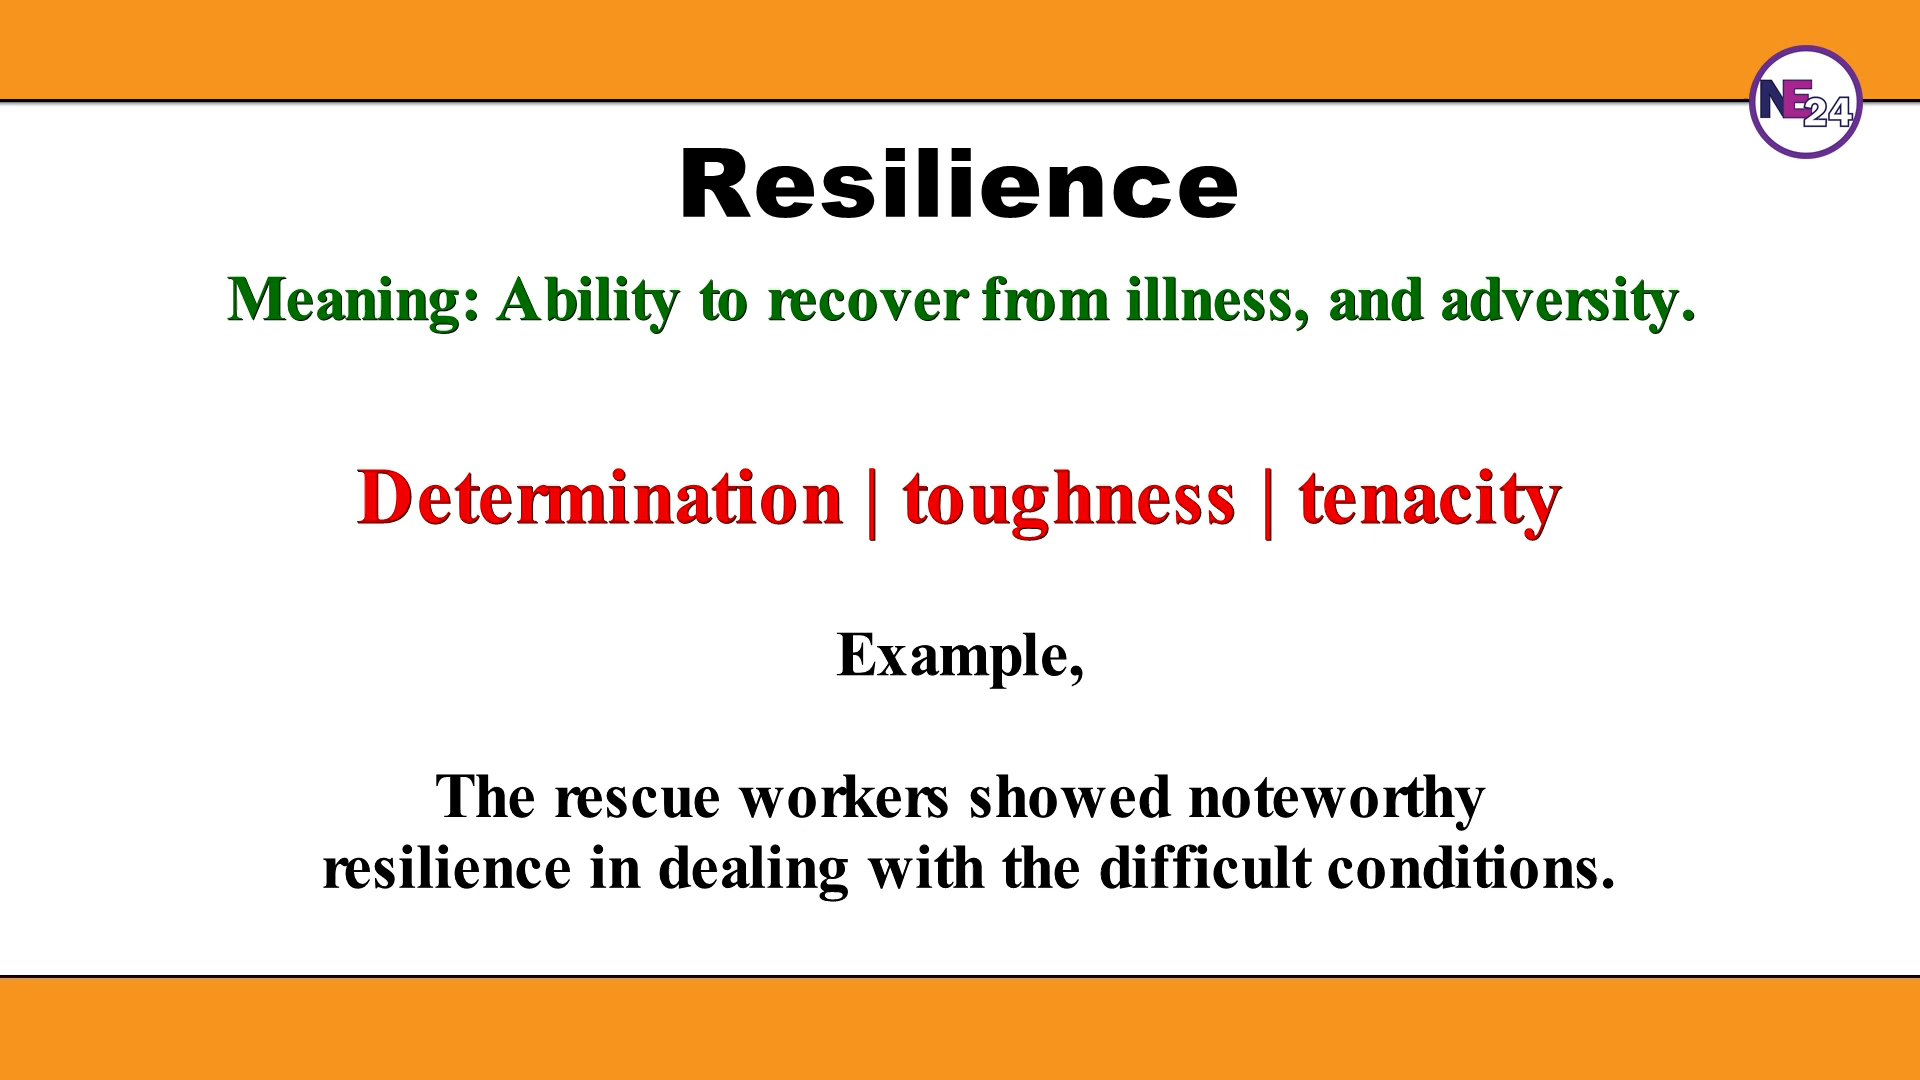 NE24
Resilience
Meaning: Ability to recover from illness, and adversity.
Determination | toughness | tenacity
Example,
The rescue workers showed noteworthy
resilience in dealing with the difficult conditions.